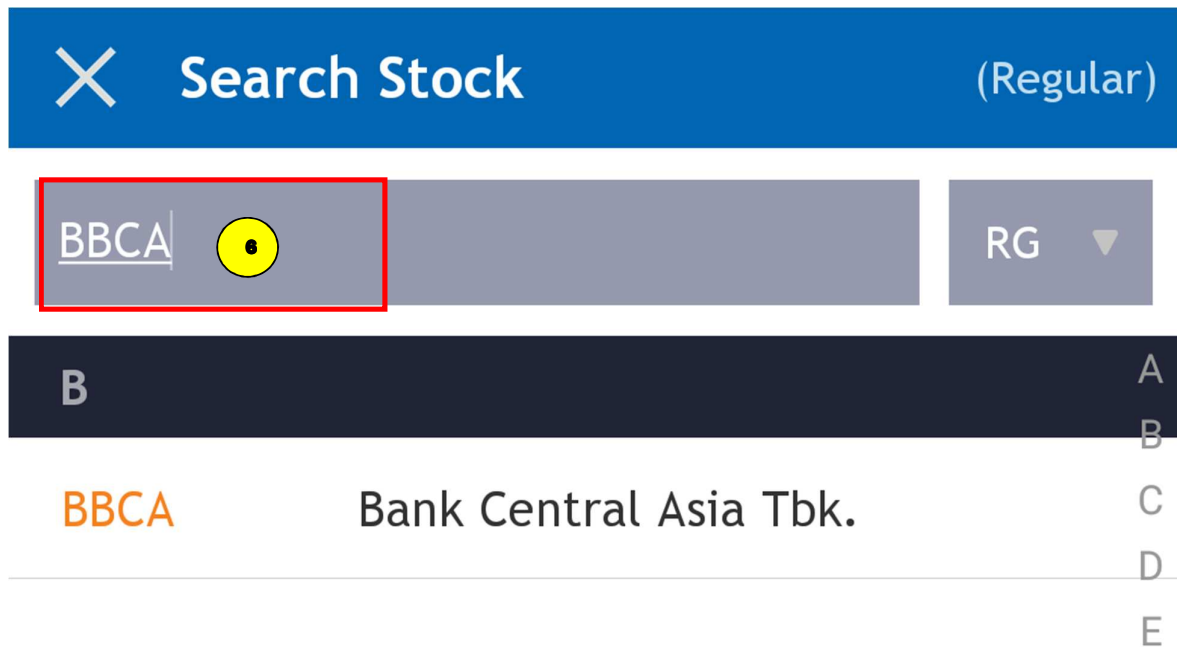 Search Stock (Regular)
BBCA 6 RG
B
A
B
BBCA Bank Central Asia Tbk.
C
D
E